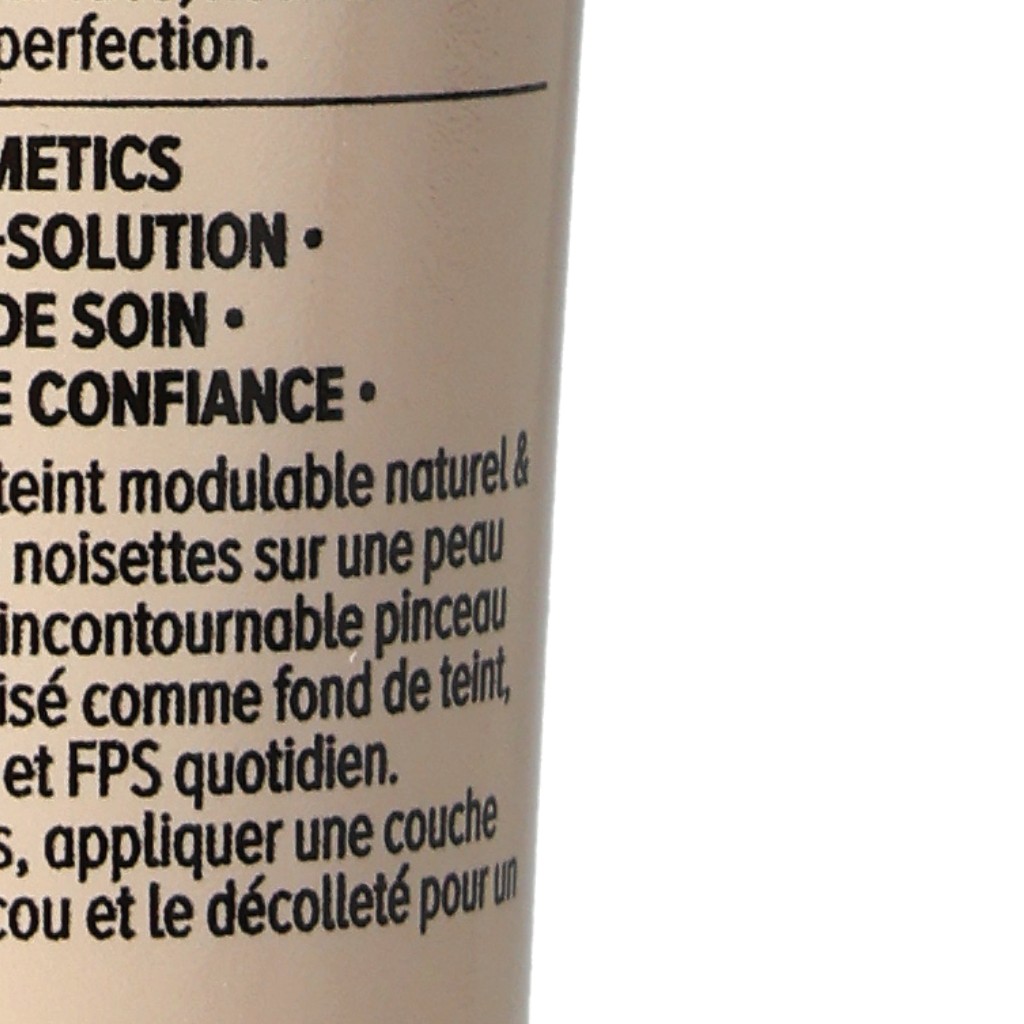 perfection.
METICS
-SOLUTION •
DE SOIN •
E CONFIANCE •
teint modulable naturel &
noisettes sur une peau
incontournable pinceau
isé comme fond de teint,
et FPS quotidien.
s, appliquer une couche
cou et le décolleté pour un